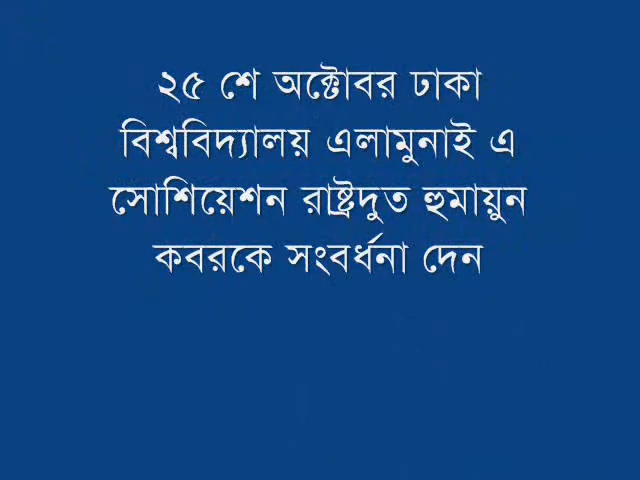 ২৫ শে অক্টোবর ঢাকা
বিশ্ববিদ্যালয় এলামুনাই এ
সোশিয়েশন রাষ্ট্রদুত হুমায়ুন
কবরকে সংবর্ধনা দেন